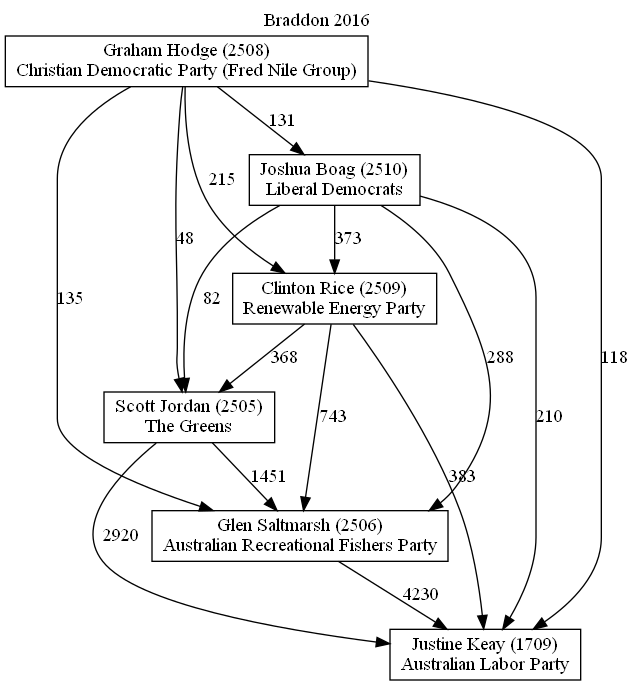 Braddon 2016
Graham Hodge (2508)
Christian Democratic Party (Fred Nile Group)
131
Joshua Boag (2510)
Liberal Democrats
215
48
373
82
Clinton Rice (2509)
Renewable Energy Party
135
368
288
118
Scott Jordan (2505)
The Greens
743
210
1451
383
Glen Saltmarsh (2506)
Australian Recreational Fishers Party
2920
4230
Justine Keay (1709)
Australian Labor Party